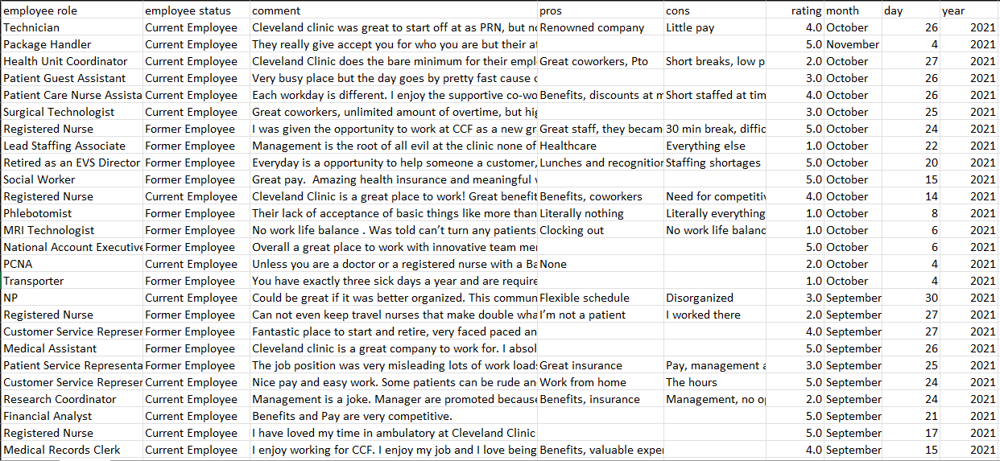 employee role employee status comment pros cons rating month day year
Technician Current Employee Cleveland clinic was great to start off at as PRN, but Renowned company Little pay 4.0 October 26 2021
Package Handler Current Employee They really give accept you for who you are but their 5.0 November 4 2021
Health Unit Coordinator Current Employee Cleveland Clinic does the bare minimum for their Great coworkers, Pto Short breaks, low 2.0 October 27 2021
Patient Guest Assistant Current Employee Very busy place but the day goes by pretty fast cause 3.0 October 26 2021
Patient Care Nurse Assista Current Employee Each workday is different. I enjoy the supportive co-wo Benefits, discounts at Short staffed at tim 4.0 October 26 2021
Surgical Technologist Current Employee Great coworkers, unlimited amount of overtime, but 3.0 October 25 2021
Registered Nurse Former Employee I was given the opportunity to work at CCF as a new gr Great staff, they becam 30 min break, diffic 5.0 October 24 2021
Lead Staffing Associate Former Employee Management is the root of all evil at the clinic none of Healthcare Everything else 1.0 October 22 2021
Retired as an EVS Director Former Employee Everyday is a opportunity to help someone a customer, Lunches and recognition Staffing shortages 5.0 October 20 2021
Social Worker Former Employee Great pay. Amazing health insurance and meaningful 5.0 October 15 2021
Registered Nurse Current Employee Cleveland Clinic is a great place to work! Great benefit Benefits, coworkers Need for competitiv 4.0 October 14 2021
Phlebotomist Former Employee Their lack of acceptance of basic things like more than Literally nothing Literally everything 1.0 October 8 2021
MRI Technologist Former Employee No work life balance . Was told can’t turn any patients Clocking out No work life balanc 1.0 October 6 2021
National Account Executive Former Employee Overall a great place to work with innovative team me 5.0 October 6 2021
PCNA Current Employee Unless you are a doctor or a registered nurse with a Ba None 2.0 October 4 2021
Transporter Former Employee You have exactly three sick days a year and are require 1.0 October 4 2021
NP Current Employee Could be great if it was better organized. This commun Flexible schedule Disorganized 3.0 September 30 2021
Registered Nurse Former Employee Can not even keep travel nurses that make double wha I’m not a patient I worked there 2.0 September 27 2021
Customer Service Represer Former Employee Fantastic place to start and retire, very faced paced an 4.0 September 27 2021
Medical Assistant Former Employee Cleveland clinic is a great company to work for. I absol 5.0 September 26 2021
Patient Service Representa Former Employee The job position was very misleading lots of work load Great insurance Pay, management 3.0 September 25 2021
Customer Service Represer Current Employee Nice pay and easy work. Some patients can be rude an Work from home The hours 5.0 September 24 2021
Research Coordinator Current Employee Management is a joke. Manager are promoted because Benefits, insurance Management, no 2.0 September 24 2021
Financial Analyst Current Employee Benefits and Pay are very competitive. 5.0 September 21 2021
Registered Nurse Current Employee I have loved my time in ambulatory at Cleveland Clinic 5.0 September 17 2021
Medical Records Clerk Current Employee I enjoy working for CCF. I enjoy my job and I love being Benefits, valuable exper 4.0 September 15 2021